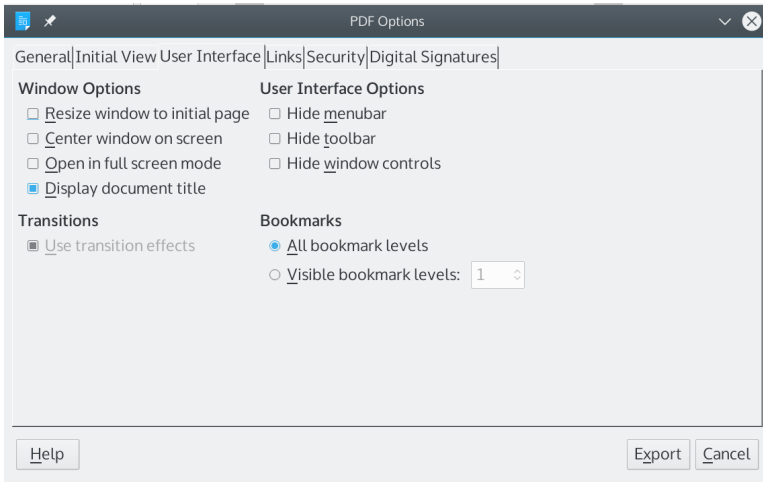 PDF Options
General Initial View User Interface Links Security Digital Signatures
Window Options
Resize window to initial page
Center window on screen
Open in full screen mode
Display document title
User Interface Options
Hide menubar
Hide toolbar
Hide window controls
Transitions
Use transition effects
Bookmarks
All bookmark levels
Visible bookmark levels: 1
Help Export Cancel